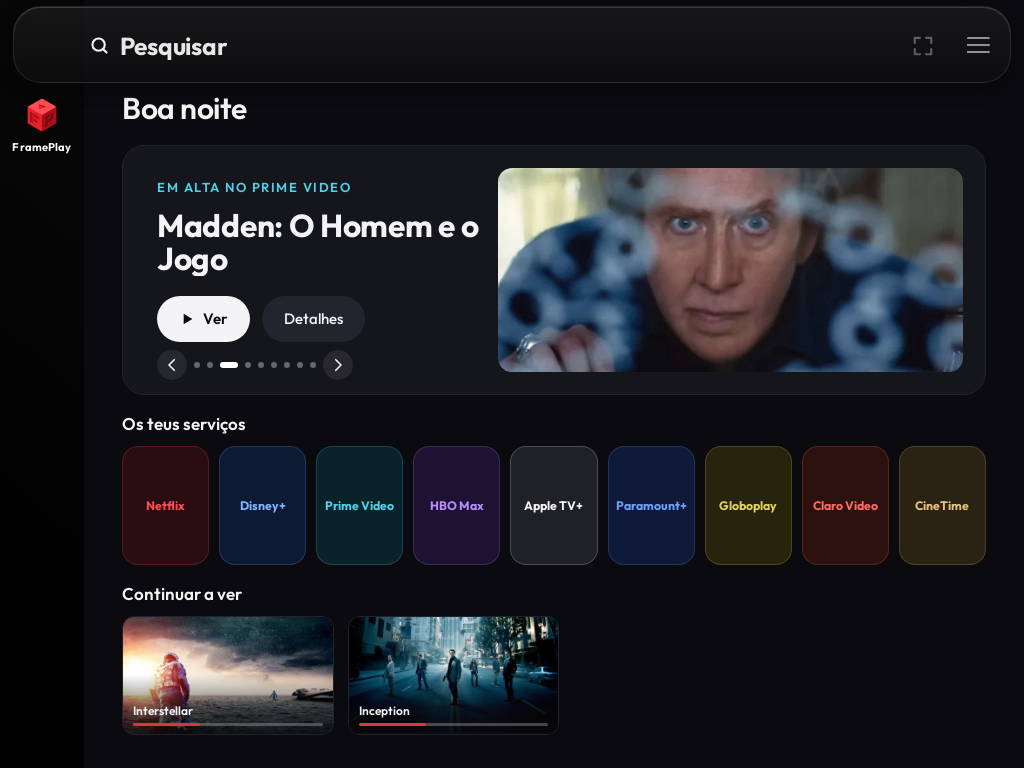 Pesquisar
FramePlay
Boa noite
EM ALTA NO PRIME VIDEO
Madden: O Homem e o
Jogo
Ver
Detalhes
Os teus serviços
Netflix
Disney+
Prime Video
HBO Max
Apple TV+
Paramount+
Globoplay
Claro Video
CineTime
Continuar a ver
Interstellar
Inception